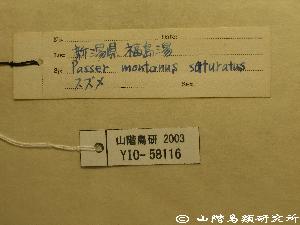 新潟県 福島潟
Passer montanus saturatus
スズメ
山階鳥研 2003
YIO-58116
© 山階鳥類研究所